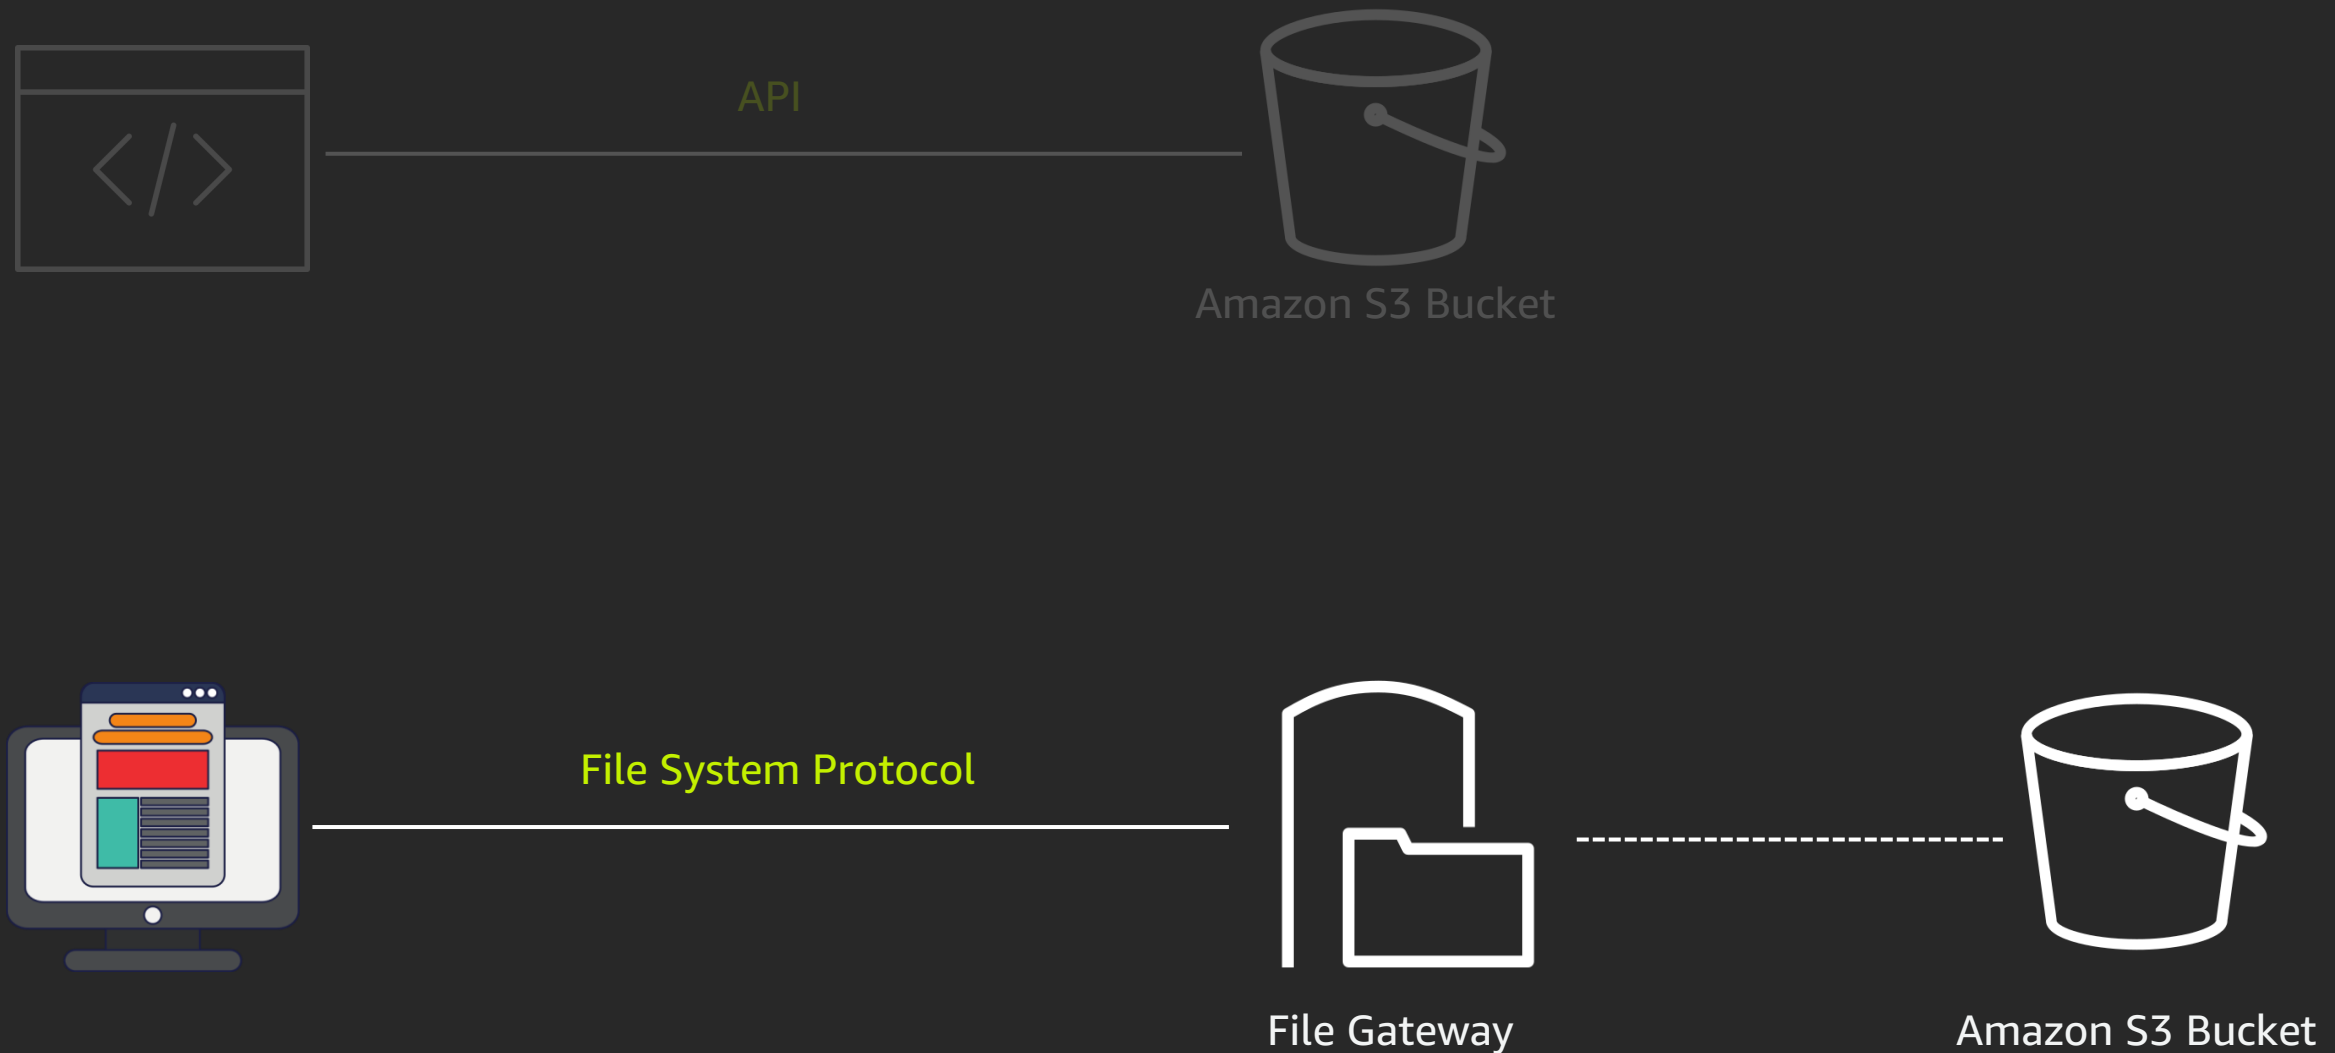 API
Amazon S3 Bucket
File System Protocol
File Gateway
Amazon S3 Bucket